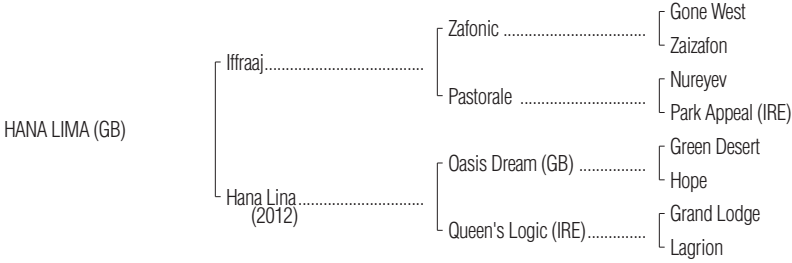 HANA LIMA (GB)
Iffraaj
Hana Lina
(2012)
Zafonic
Pastorale
Oasis Dream (GB)
Queen's Logic (IRE)
Gone West
Zaizafon
Nureyev
Park Appeal (IRE)
Green Desert
Hope
Grand Lodge
Lagrion